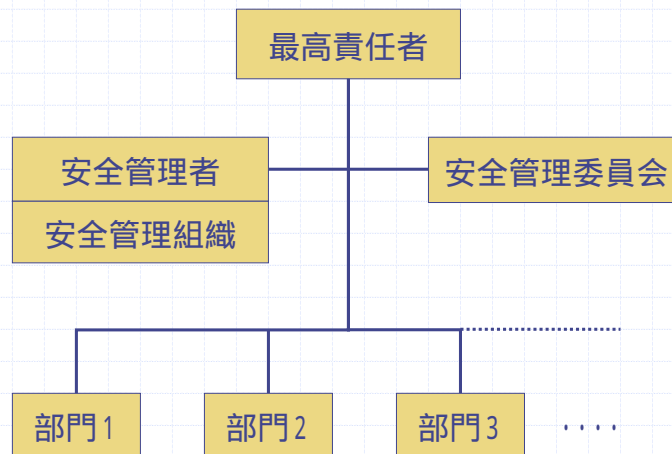 最高責任者
安全管理者
安全管理委員会
安全管理組織
部門1
部門2
部門3
‥‥